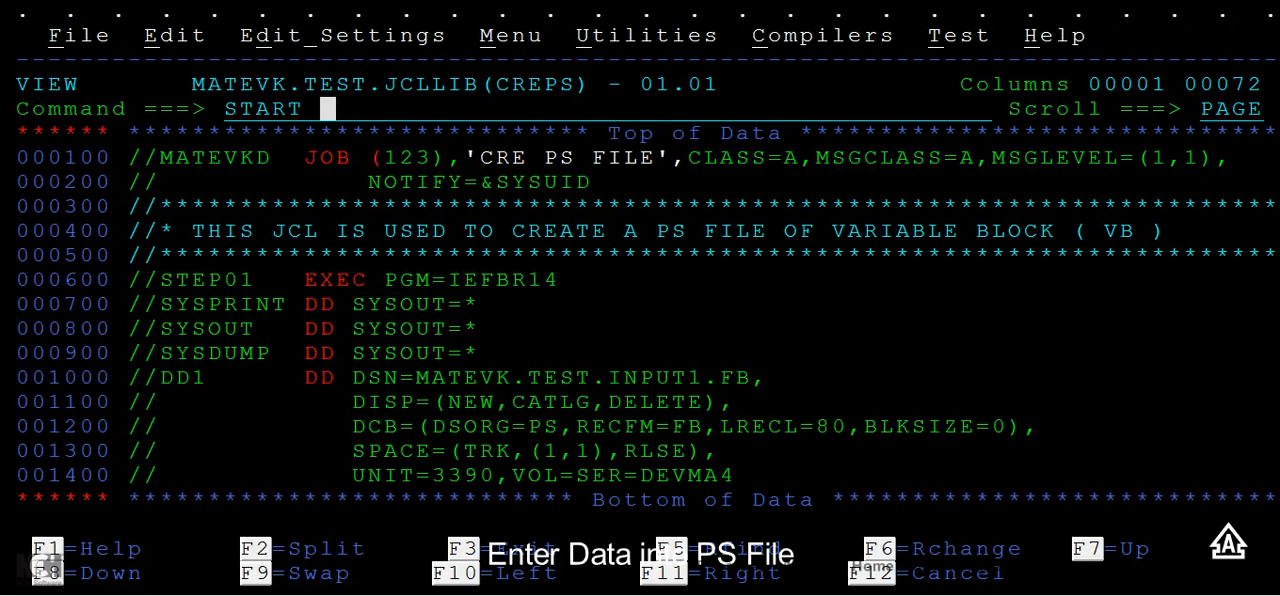 File Edit Edit_Settings Menu Utilities Compilers Test Help
VIEW MATEVK.TEST.JCLLIB(CREPS) - 01.01 Columns 00001 00072
Command ===> START Scroll ===> PAGE
****** ***************************** Top of Data ******************************
000100 //MATEVKD JOB (123),'CRE PS FILE',CLASS=A,MSGCLASS=A,MSGLEVEL=(1,1),
000200 // NOTIFY=&SYSUID
000300 //**********************************************************************
000400 //* THIS JCL IS USED TO CREATE A PS FILE OF VARIABLE BLOCK ( VB )
000500 //**********************************************************************
000600 //STEP01 EXEC PGM=IEFBR14
000700 //SYSPRINT DD SYSOUT=*
000800 //SYSOUT DD SYSOUT=*
000900 //SYSDUMP DD SYSOUT=*
001000 //DD1 DD DSN=MATEVK.TEST.INPUT1.FB,
001100 // DISP=(NEW,CATLG,DELETE),
001200 // DCB=(DSORG=PS,RECFM=FB,LRECL=80,BLKSIZE=0),
001300 // SPACE=(TRK,(1,1),RLSE),
001400 // UNIT=3390,VOL=SER=DEVMA4
****** **************************** Bottom of Data ****************************
F1=Help F2=Split F3=Exit F5=Rfind F6=Rchange F7=Up
Enter Data into PS File
F8=Down F9=Swap F10=Left F11=Right F12=Cancel
Home